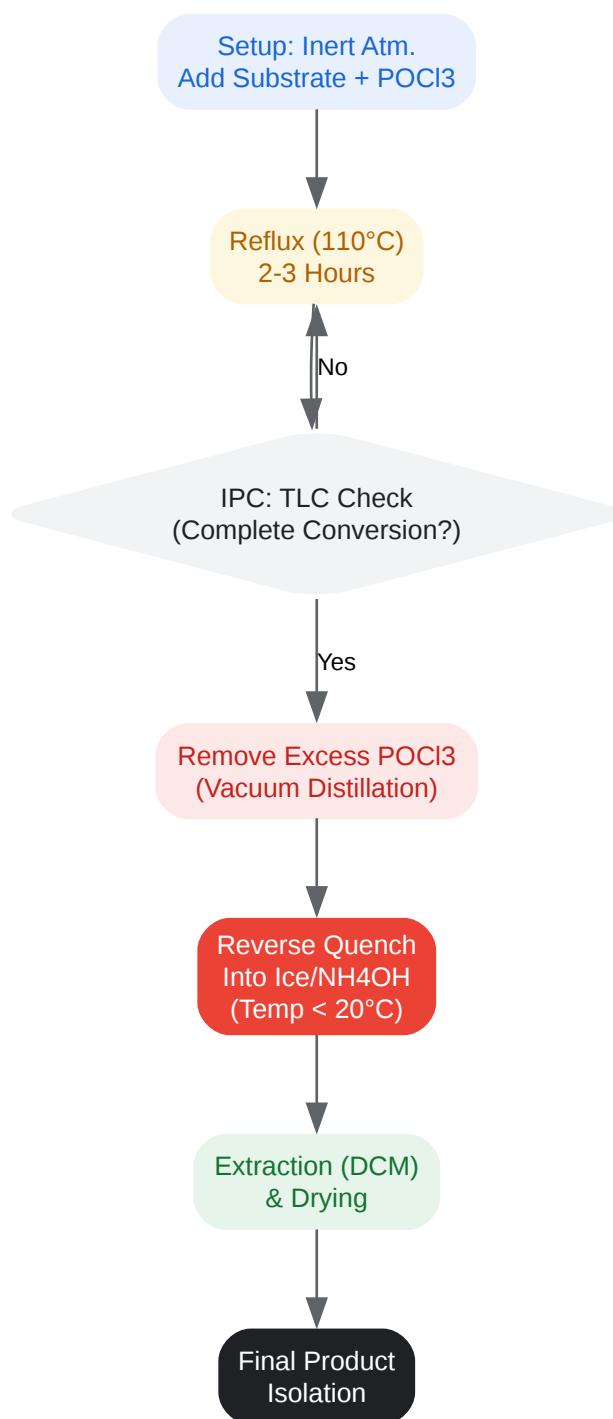 Setup: Inert Atm.
Add Substrate + POCl3
Reflux (110°C)
2-3 Hours
No
IPC: TLC Check
(Complete Conversion?)
Yes
Remove Excess POCl3
(Vacuum Distillation)
Reverse Quench
Into Ice/NH4OH
(Temp < 20°C)
Extraction (DCM)
& Drying
Final Product
Isolation